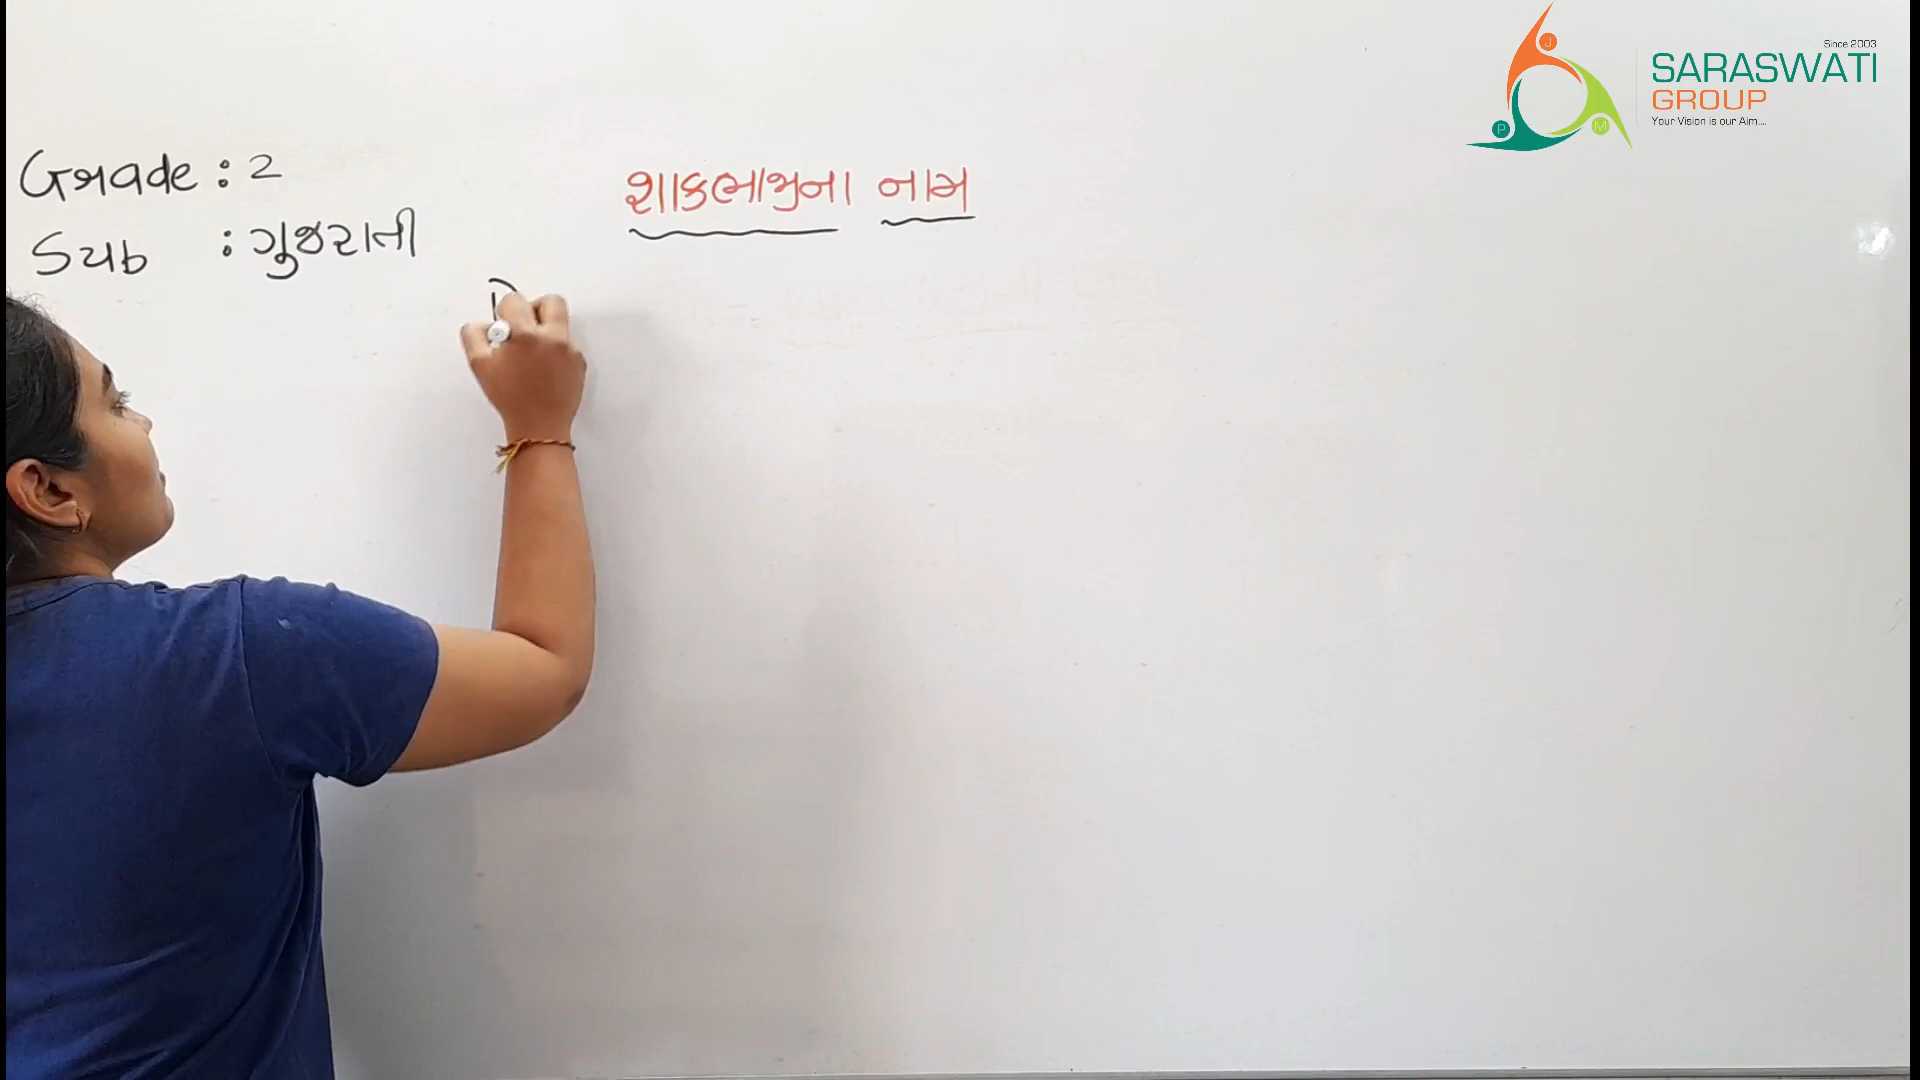 Since 2003
SARASWATI
GROUP
Your Vision is our Aim....
J
P
M
Grade : 2
Sub : ગુજરાતી
શાકભાજીના નામ